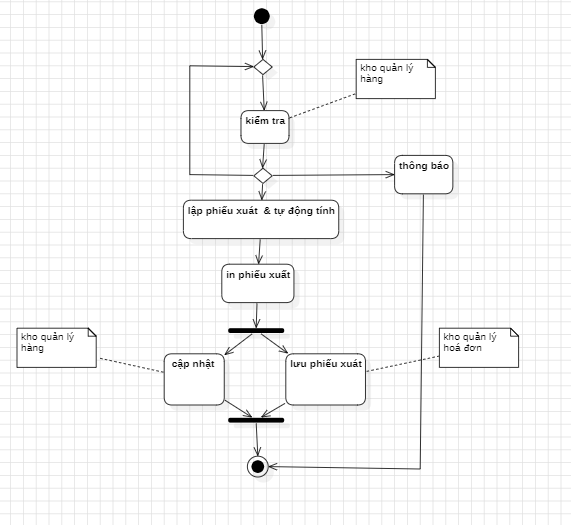 kho quản lý
hàng
kiểm tra
thông báo
lập phiếu xuất & tự động tính
in phiếu xuất
kho quản lý
hàng
cập nhật
lưu phiếu xuất
kho quản lý
hoá đơn